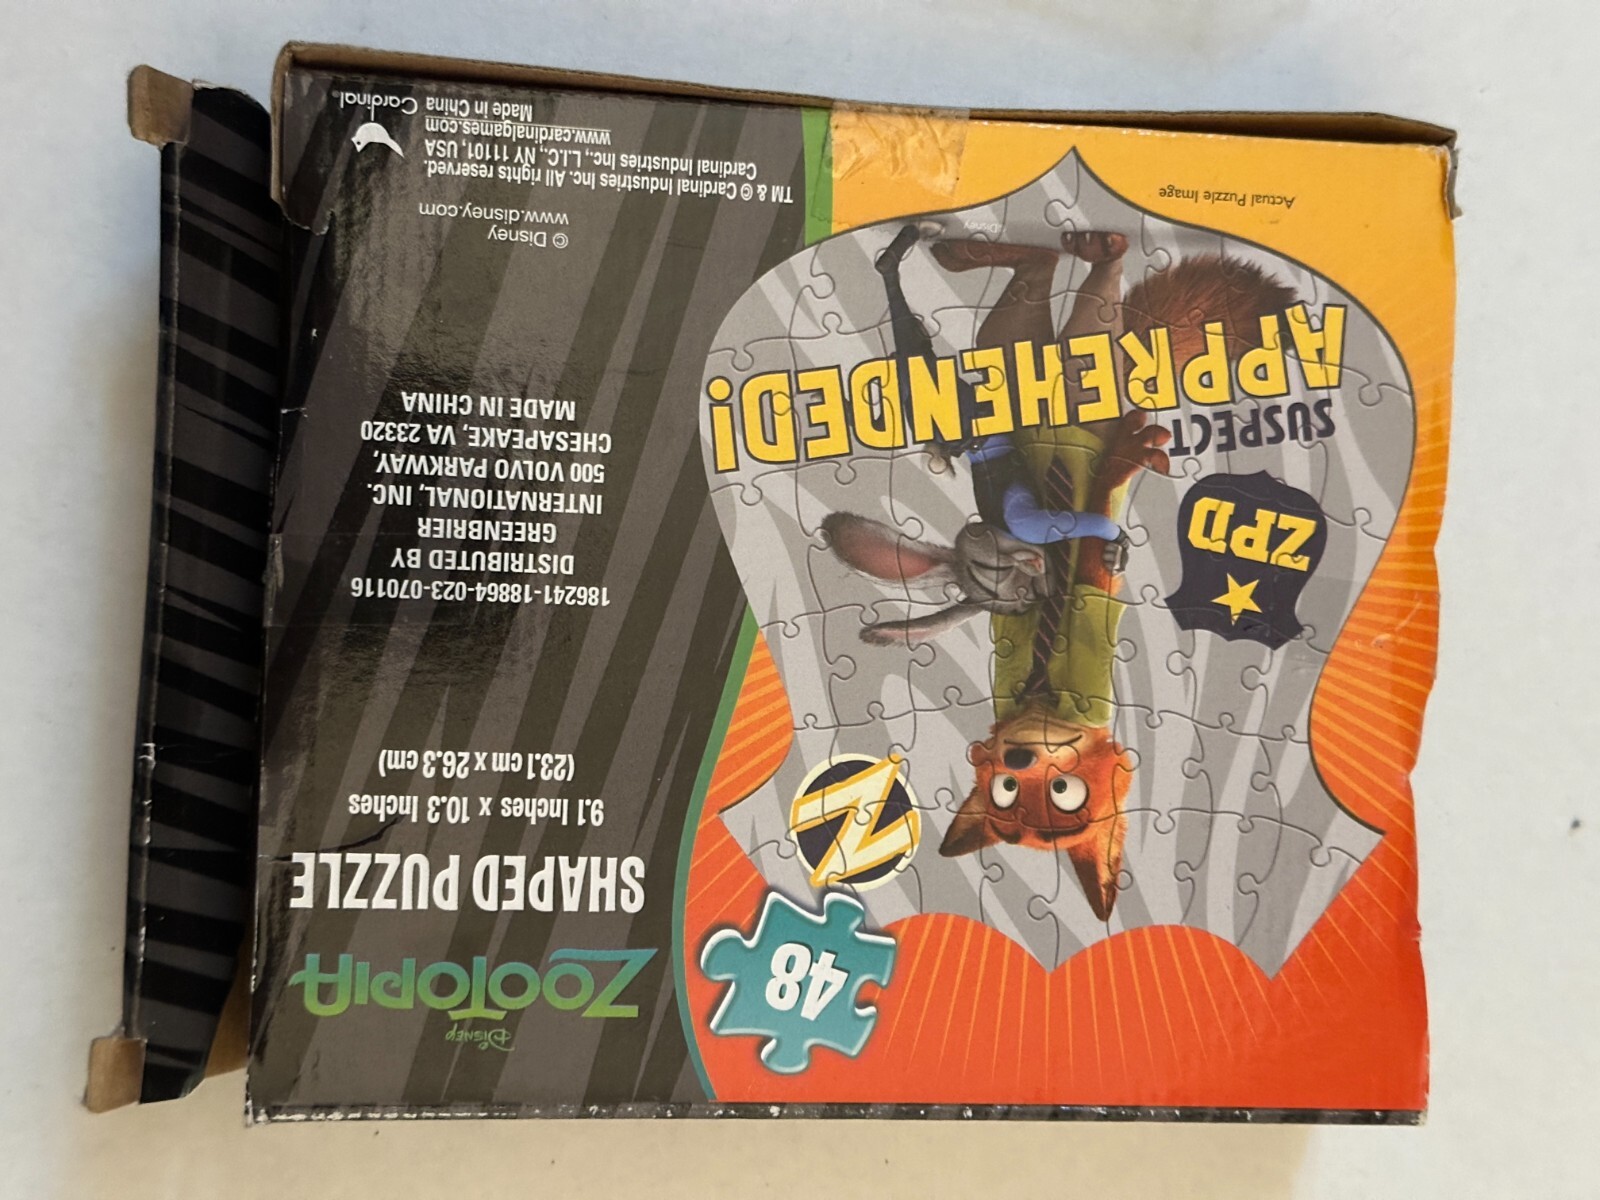 Disney
ZOOTOPIA
SHAPED PUZZLE
9.1 Inches x 10.3 Inches
(23.1 cm x 26.3 cm)
186241-18864-023-070116
DISTRIBUTED BY
GREENBRIER
INTERNATIONAL, INC.
500 VOLVO PARKWAY,
CHESAPEAKE, VA 23320
MADE IN CHINA
© Disney
www.disney.com
TM & © Cardinal Industries Inc. All rights reserved.
Cardinal Industries Inc., L.I.C., NY 11101, USA
www.cardinalgames.com
Made in China
Cardinal®
48
Z
ZPD
SUSPECT
APPREHENDED!
©Disney
Actual Puzzle Image